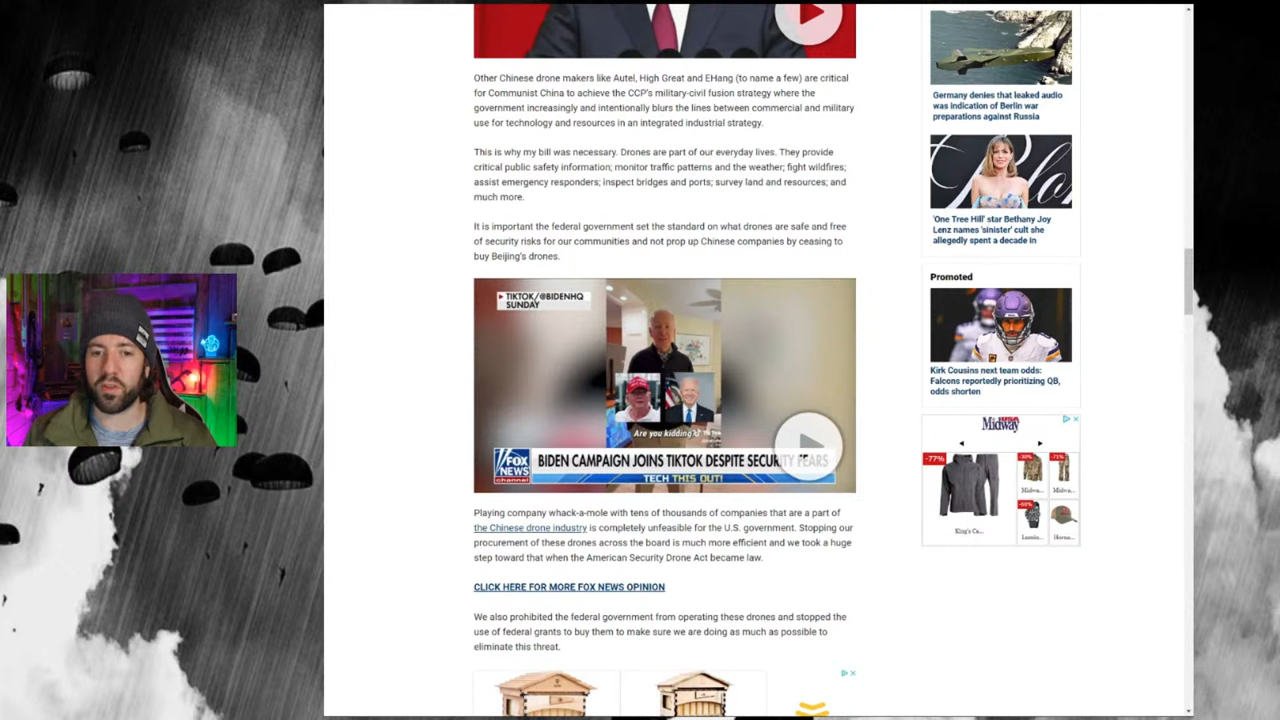 Other Chinese drone makers like Autel, High Great and EHang (to name a few) are critical
for Communist China to achieve the CCP's military-civil fusion strategy where the
government increasingly and intentionally blurs the lines between commercial and military
use for technology and resources in an integrated industrial strategy.
This is why my bill was necessary. Drones are part of our everyday lives. They provide
critical public safety information; monitor traffic patterns and the weather; fight wildfires;
assist emergency responders; inspect bridges and ports; survey land and resources; and
much more.
It is important the federal government set the standard on what drones are safe and free
of security risks for our communities and not prop up Chinese companies by ceasing to
buy Beijing's drones.
TIKTOK/@BIDENHQ
SUNDAY
Are you kidding?
TikTok
FOX
NEWS
channel
BIDEN CAMPAIGN JOINS TIKTOK DESPITE SECURITY FEARS
TECH THIS OUT!
Playing company whack-a-mole with tens of thousands of companies that are a part of
the Chinese drone industry is completely unfeasible for the U.S. government. Stopping our
procurement of these drones across the board is much more efficient and we took a huge
step toward that when the American Security Drone Act became law.
CLICK HERE FOR MORE FOX NEWS OPINION
We also prohibited the federal government from operating these drones and stopped the
use of federal grants to buy them to make sure we are doing as much as possible to
eliminate this threat.
Germany denies that leaked audio
was indication of Berlin war
preparations against Russia
'One Tree Hill' star Bethany Joy
Lenz names 'sinister' cult she
allegedly spent a decade in
Promoted
Kirk Cousins next team odds:
Falcons reportedly prioritizing QB,
odds shorten
Midway
USA
-77%
-30%
-71%
Midwa...
Midwa...
King's Ca...
Horna...